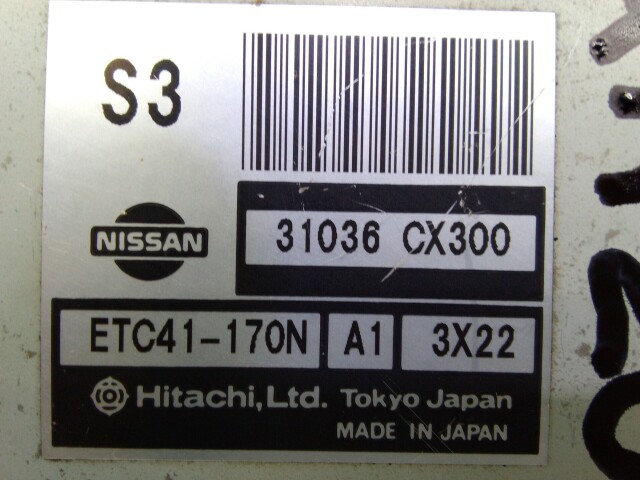 S3
NISSAN
31036 CX300
ETC41-170N A1 3X22
Hitachi, Ltd. Tokyo Japan
MADE IN JAPAN